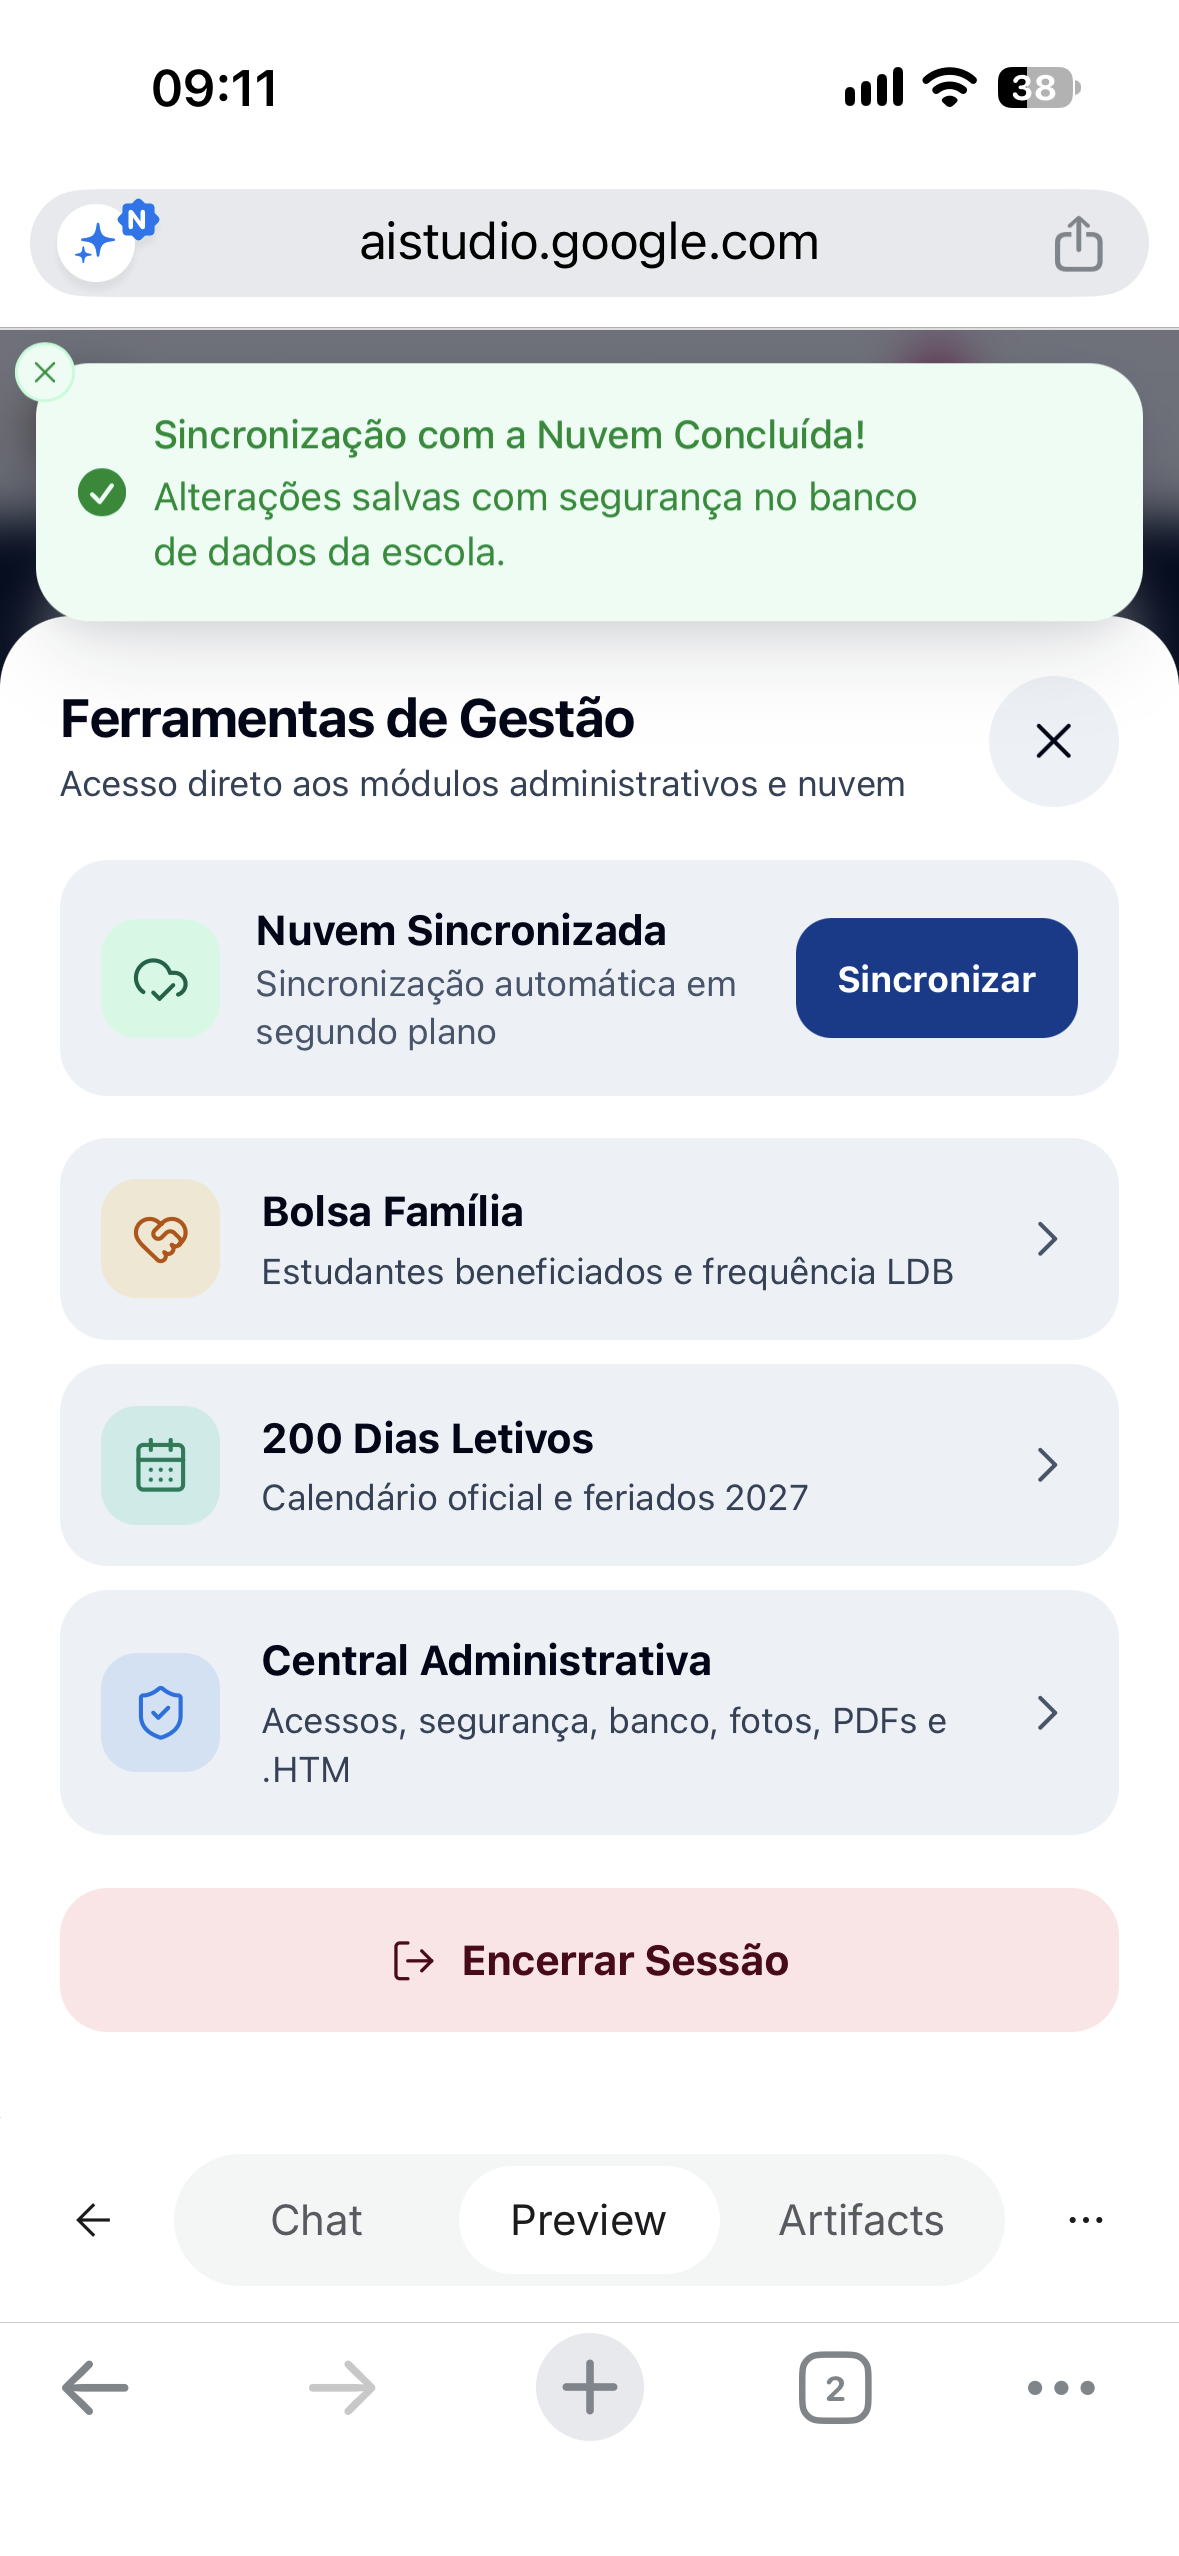 09:11
38
N
aistudio.google.com
Sincronização com a Nuvem Concluída!
Alterações salvas com segurança no banco
de dados da escola.
Ferramentas de Gestão
Acesso direto aos módulos administrativos e nuvem
Nuvem Sincronizada
Sincronização automática em
segundo plano
Sincronizar
Bolsa Família
Estudantes beneficiados e frequência LDB
200 Dias Letivos
Calendário oficial e feriados 2027
Central Administrativa
Acessos, segurança, banco, fotos, PDFs e
.HTM
Encerrar Sessão
Chat
Preview
Artifacts
2